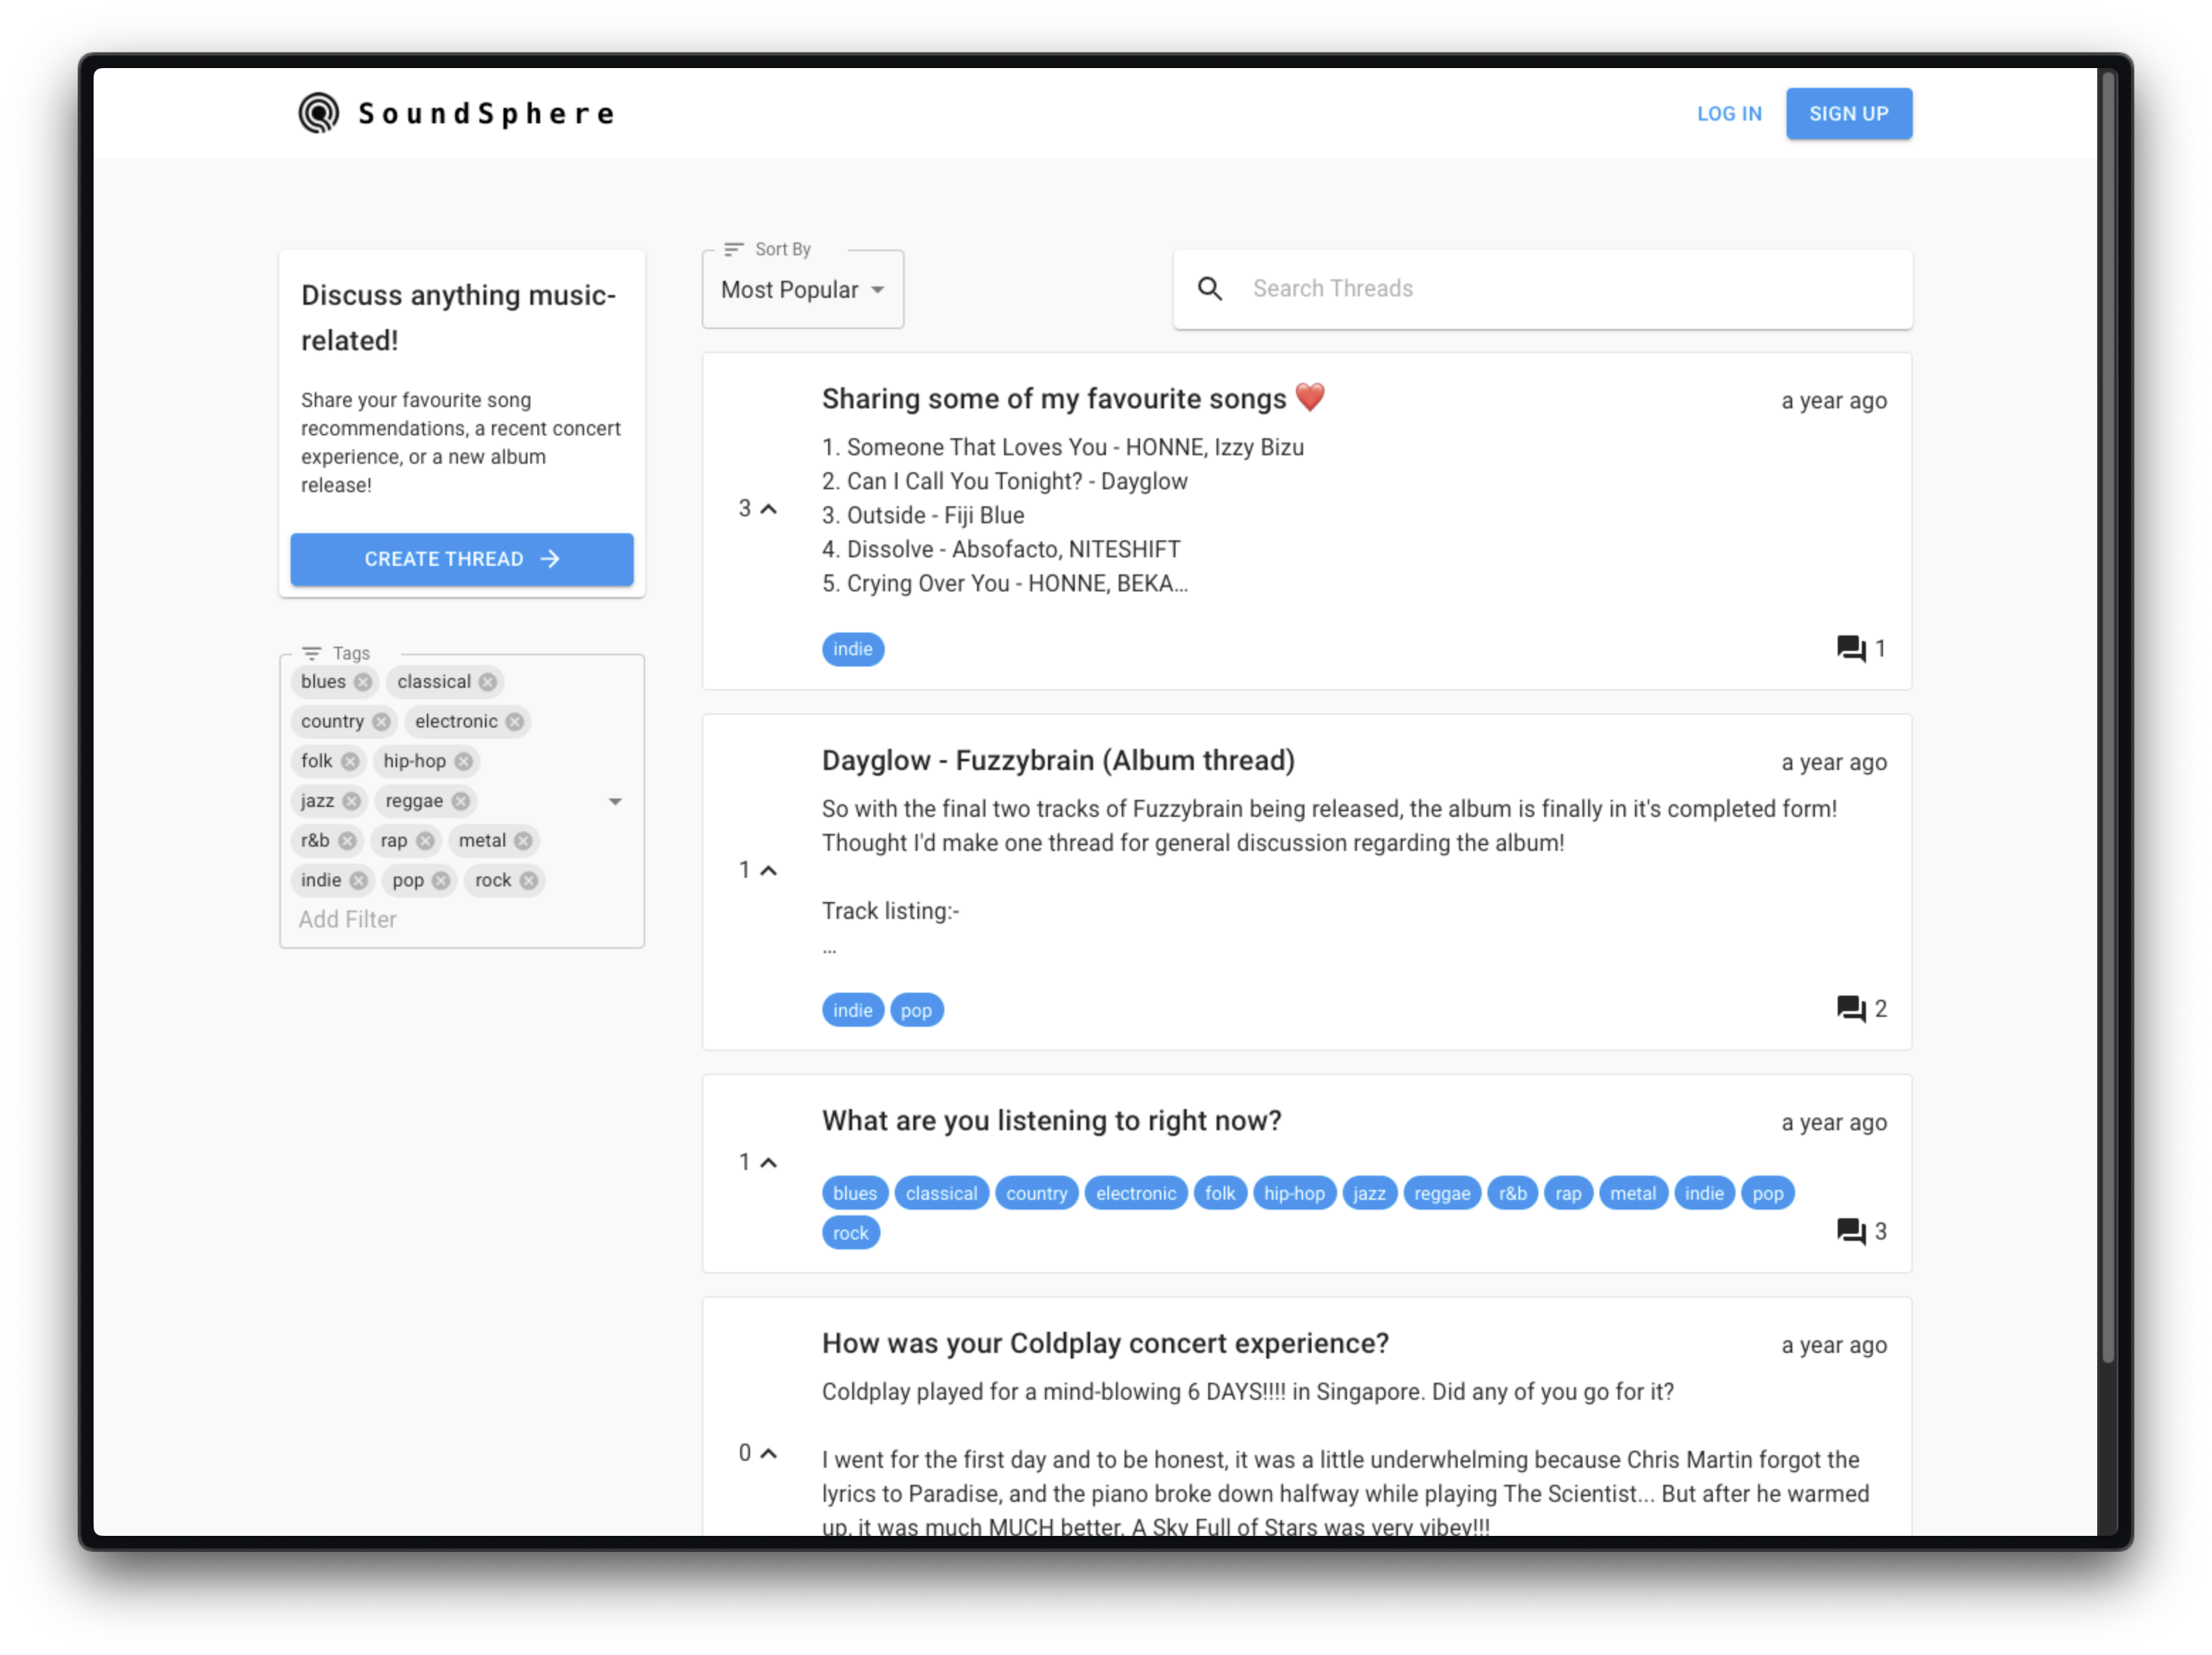 SoundSphere
LOG IN
SIGN UP
Discuss anything music-
related!
Share your favourite song
recommendations, a recent concert
experience, or a new album
release!
CREATE THREAD
Tags
blues
classical
country
electronic
folk
hip-hop
jazz
reggae
r&b
rap
metal
indie
pop
rock
Add Filter
Sort By
Most Popular
Search Threads
Sharing some of my favourite songs ❤️
a year ago
1. Someone That Loves You - HONNE, Izzy Bizu
2. Can I Call You Tonight? - Dayglow
3. Outside - Fiji Blue
4. Dissolve - Absofacto, NITESHIFT
5. Crying Over You - HONNE, BEKA...
3
indie
1
Dayglow - Fuzzybrain (Album thread)
a year ago
So with the final two tracks of Fuzzybrain being released, the album is finally in it's completed form!
Thought I'd make one thread for general discussion regarding the album!
1
Track listing:-
...
indie
pop
2
What are you listening to right now?
a year ago
1
blues classical country electronic folk hip-hop jazz reggae r&b rap metal indie pop
rock
3
How was your Coldplay concert experience?
a year ago
Coldplay played for a mind-blowing 6 DAYS!!!! in Singapore. Did any of you go for it?
0
I went for the first day and to be honest, it was a little underwhelming because Chris Martin forgot the
lyrics to Paradise, and the piano broke down halfway while playing The Scientist... But after he warmed
up, it was much MUCH better. A Sky Full of Stars was very vibey!!!